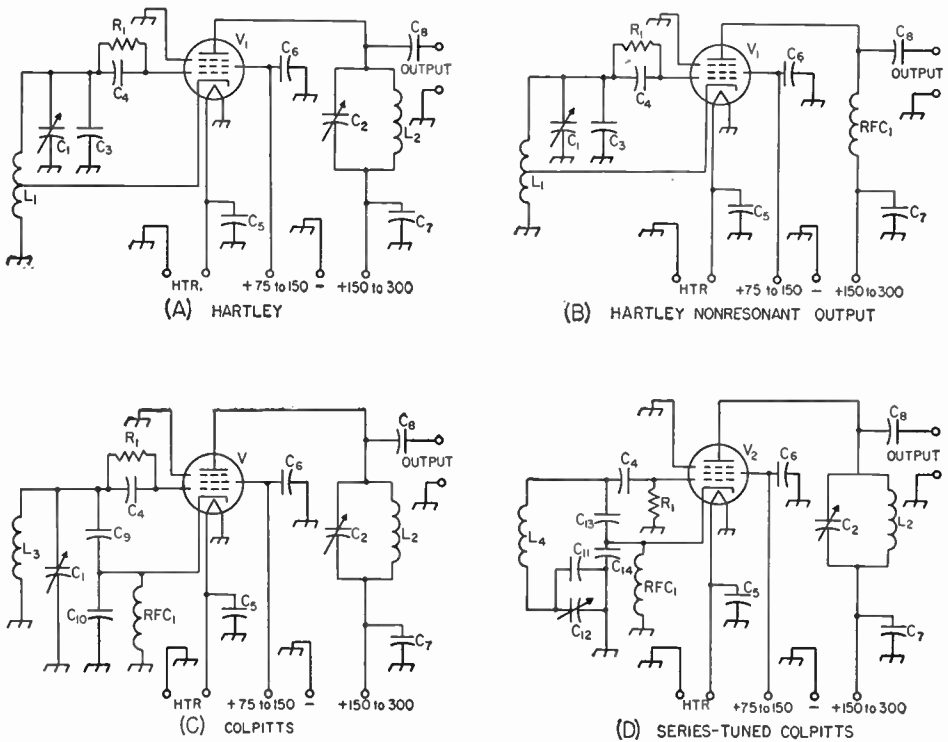 R1
V1
C8
C6
OUTPUT
C4
C1
C3
C2
L2
L1
C5
C7
HTR.
+75 to 150
–
+150 to 300
(A) HARTLEY
R1
V1
C8
C6
OUTPUT
C4
C1
C3
RFC1
L1
C5
C7
HTR
+75 to 150
–
+150 to 300
(B) HARTLEY NONRESONANT OUTPUT
R1
V
C8
C6
OUTPUT
C4
L3
C1
C9
C2
L2
C10
RFC1
C5
C7
HTR
+75 to 150
–
+150 to 300
(C) COLPITTS
C4
V2
C8
C6
OUTPUT
R1
C13
L4
C11
C14
C2
L2
C12
RFC1
C5
C7
HTR
+75 to 150
–
+150 to 300
(D) SERIES-TUNED COLPITTS